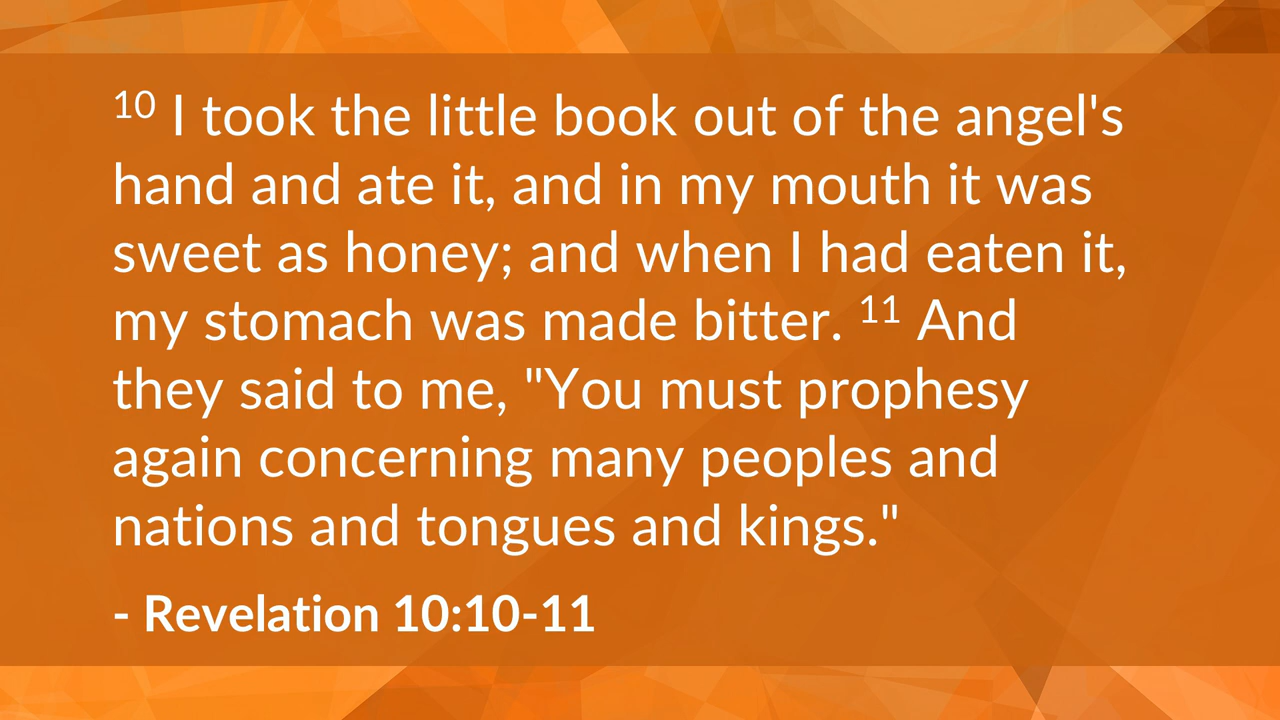 10 I took the little book out of the angel's
hand and ate it, and in my mouth it was
sweet as honey; and when I had eaten it,
my stomach was made bitter. 11 And
they said to me, "You must prophesy
again concerning many peoples and
nations and tongues and kings."
- Revelation 10:10-11